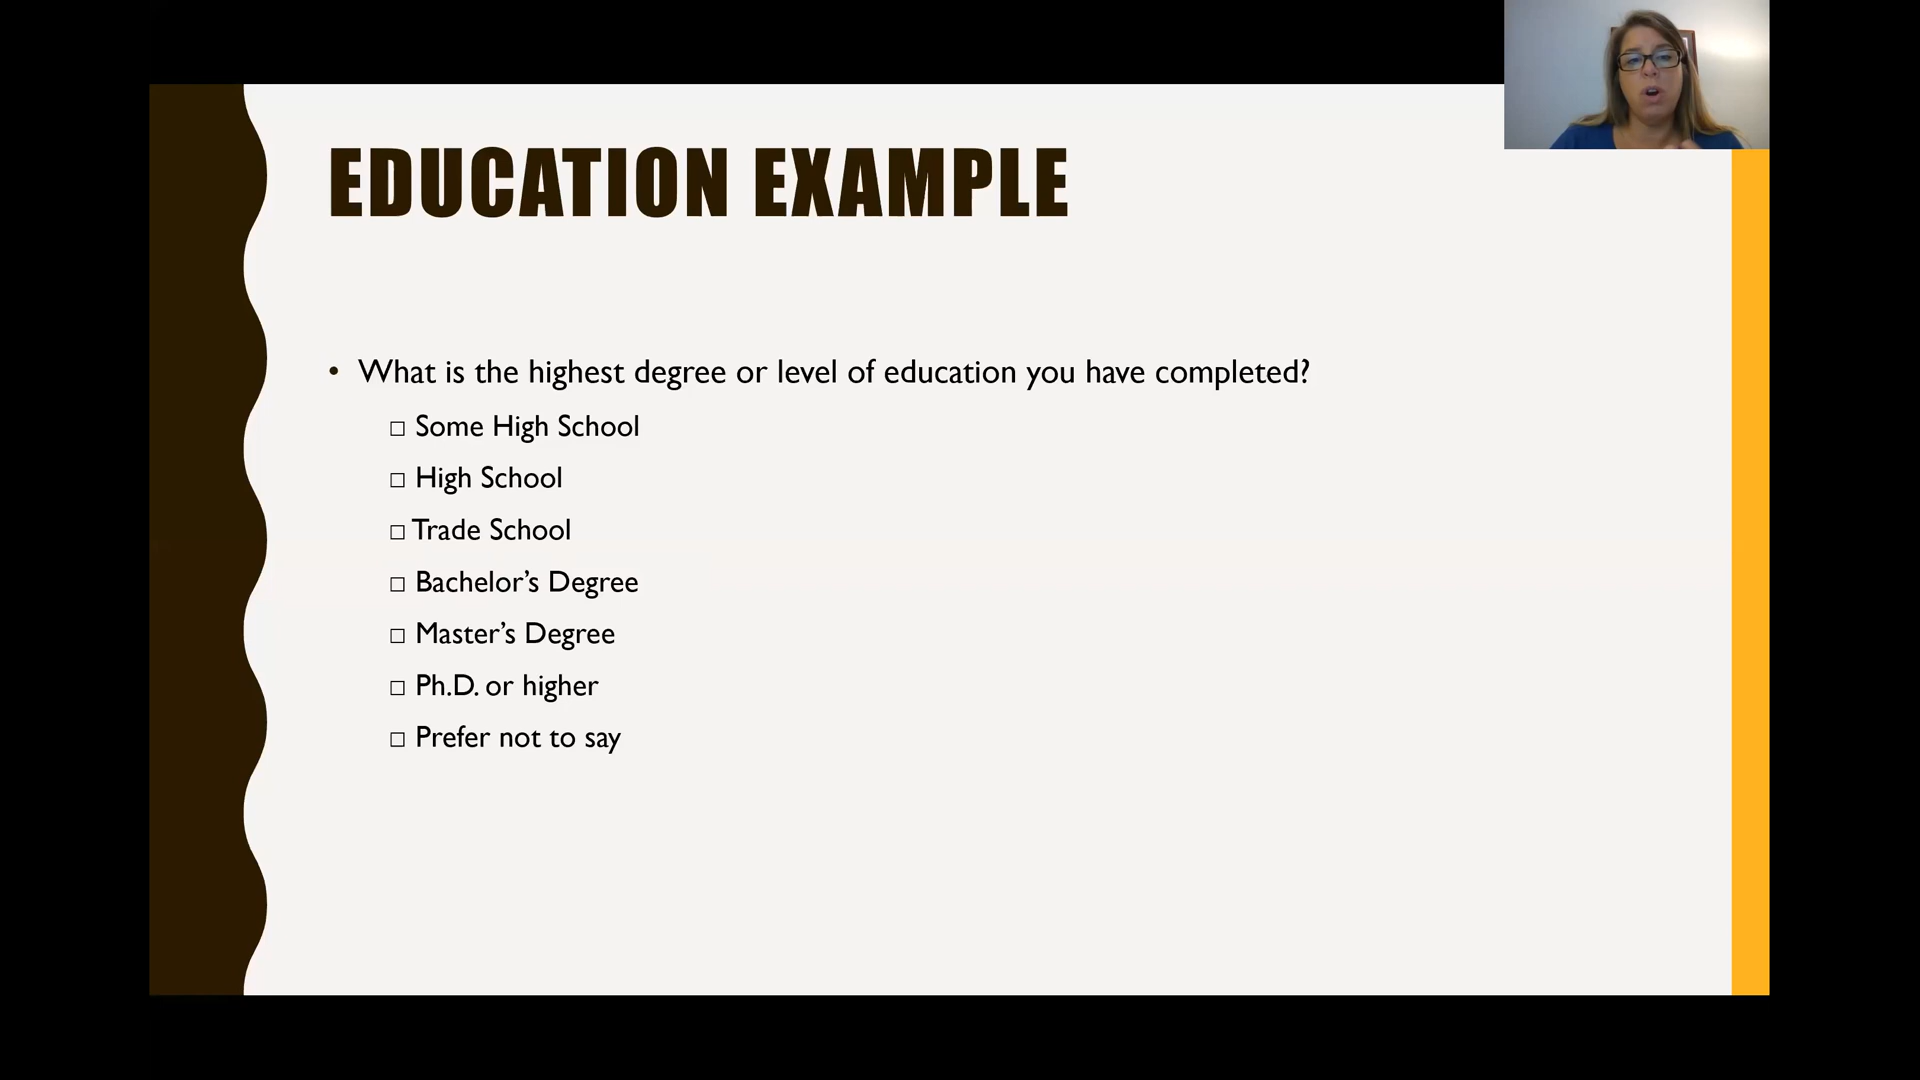 EDUCATION EXAMPLE
• What is the highest degree or level of education you have completed?
□ Some High School
□ High School
□ Trade School
□ Bachelor’s Degree
□ Master’s Degree
□ Ph.D. or higher
□ Prefer not to say